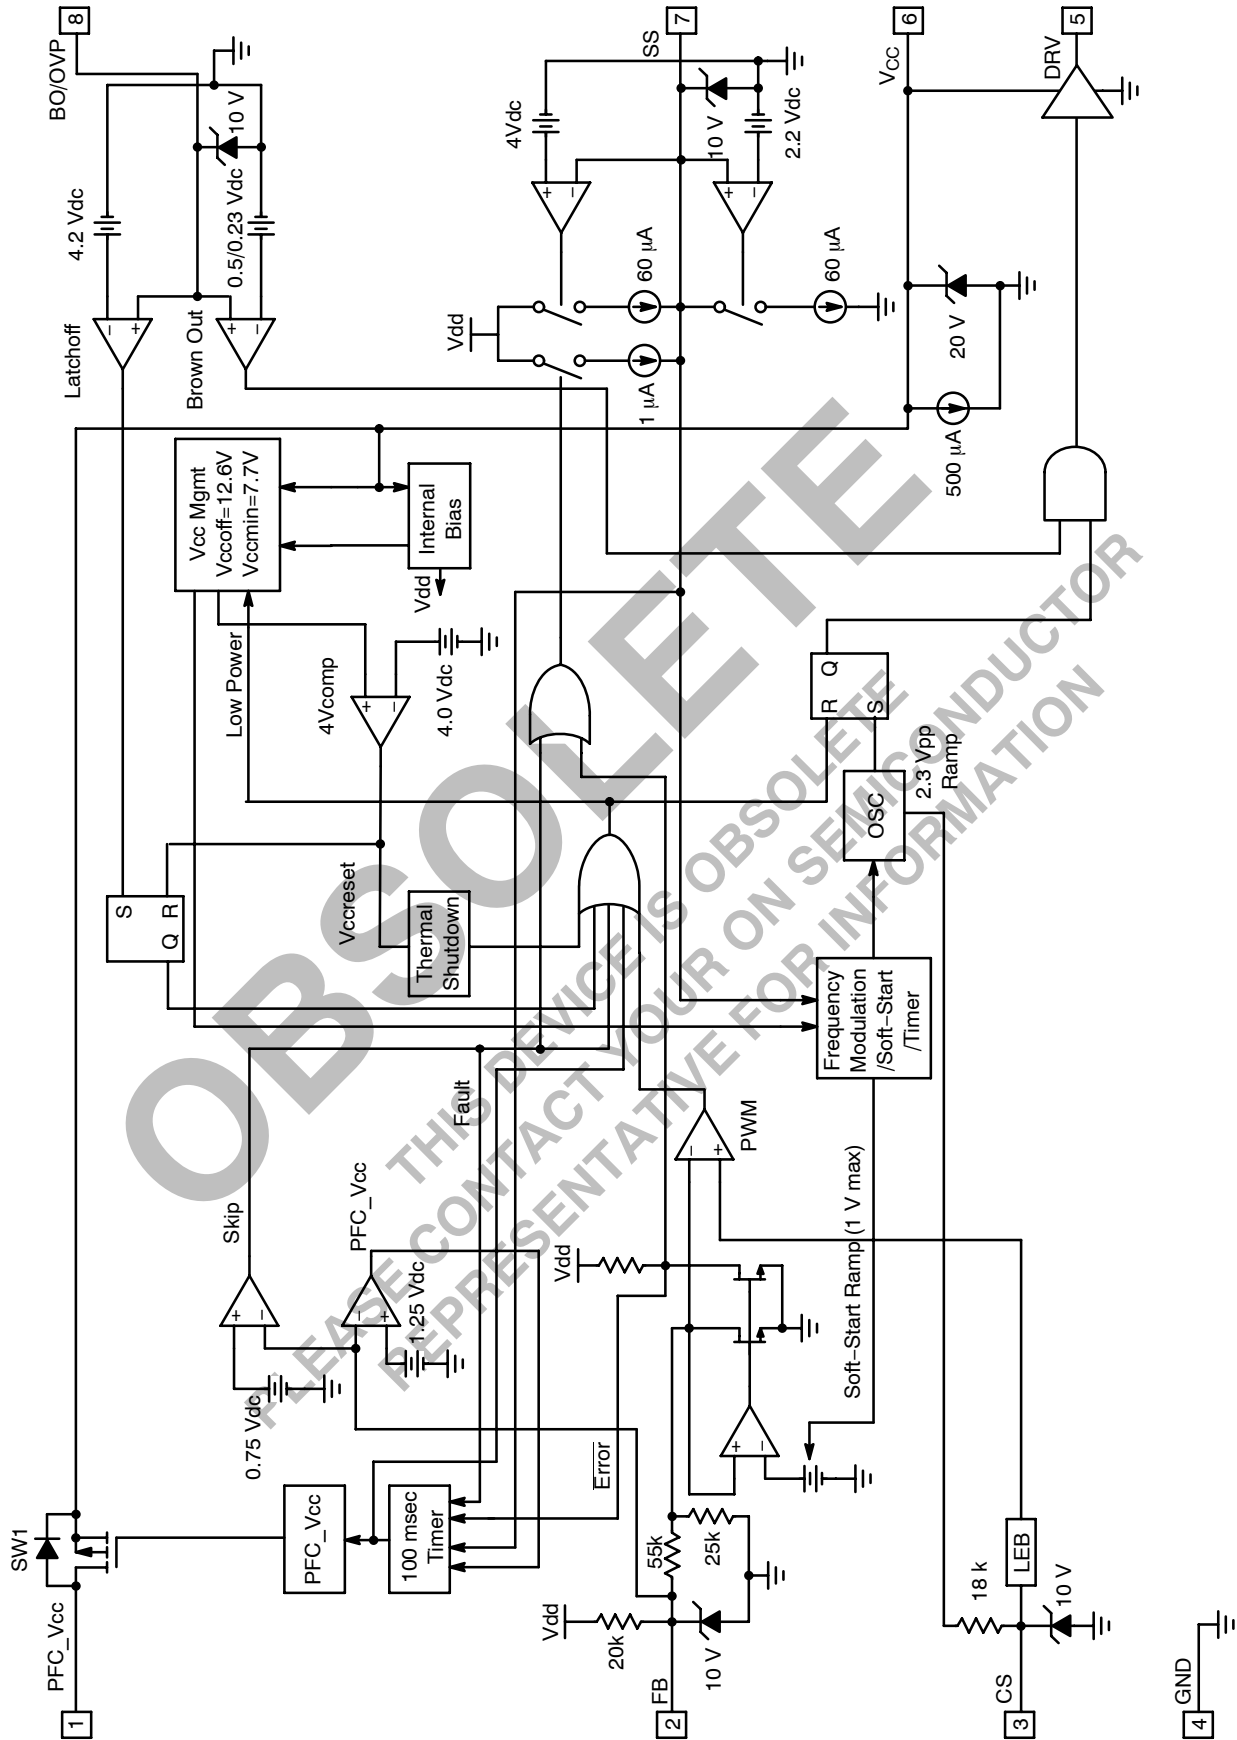 8
BO/OVP
4.2 Vdc
10 V
0.5/0.23 Vdc
Latchoff
Brown Out
7
SS
4Vdc
10 V
2.2 Vdc
Vdd
60 µA
1 µA
60 µA
6
VCC
20 V
500 µA
5
DRV
Vcc Mgmt
Vccoff=12.6V
Vccmin=7.7V
Internal
Bias
Vdd
Low Power
4Vcomp
4.0 Vdc
S
R
Q
Vccreset
Thermal
Shutdown
Q
R
S
OSC
2.3 Vpp
Ramp
Frequency
Modulation
/Soft-Start
/Timer
Fault
PWM
Skip
PFC_Vcc
0.75 Vdc
1.25 Vdc
Vdd
Soft-Start Ramp (1 V max)
Error
SW1
PFC_Vcc
1
PFC_Vcc
100 msec
Timer
Vdd
20k
55k
25k
10 V
FB
2
LEB
18 k
10 V
CS
3
GND
4
OBSOLETE
THIS DEVICE IS OBSOLETE
PLEASE CONTACT YOUR ON SEMICONDUCTOR
REPRESENTATIVE FOR INFORMATION